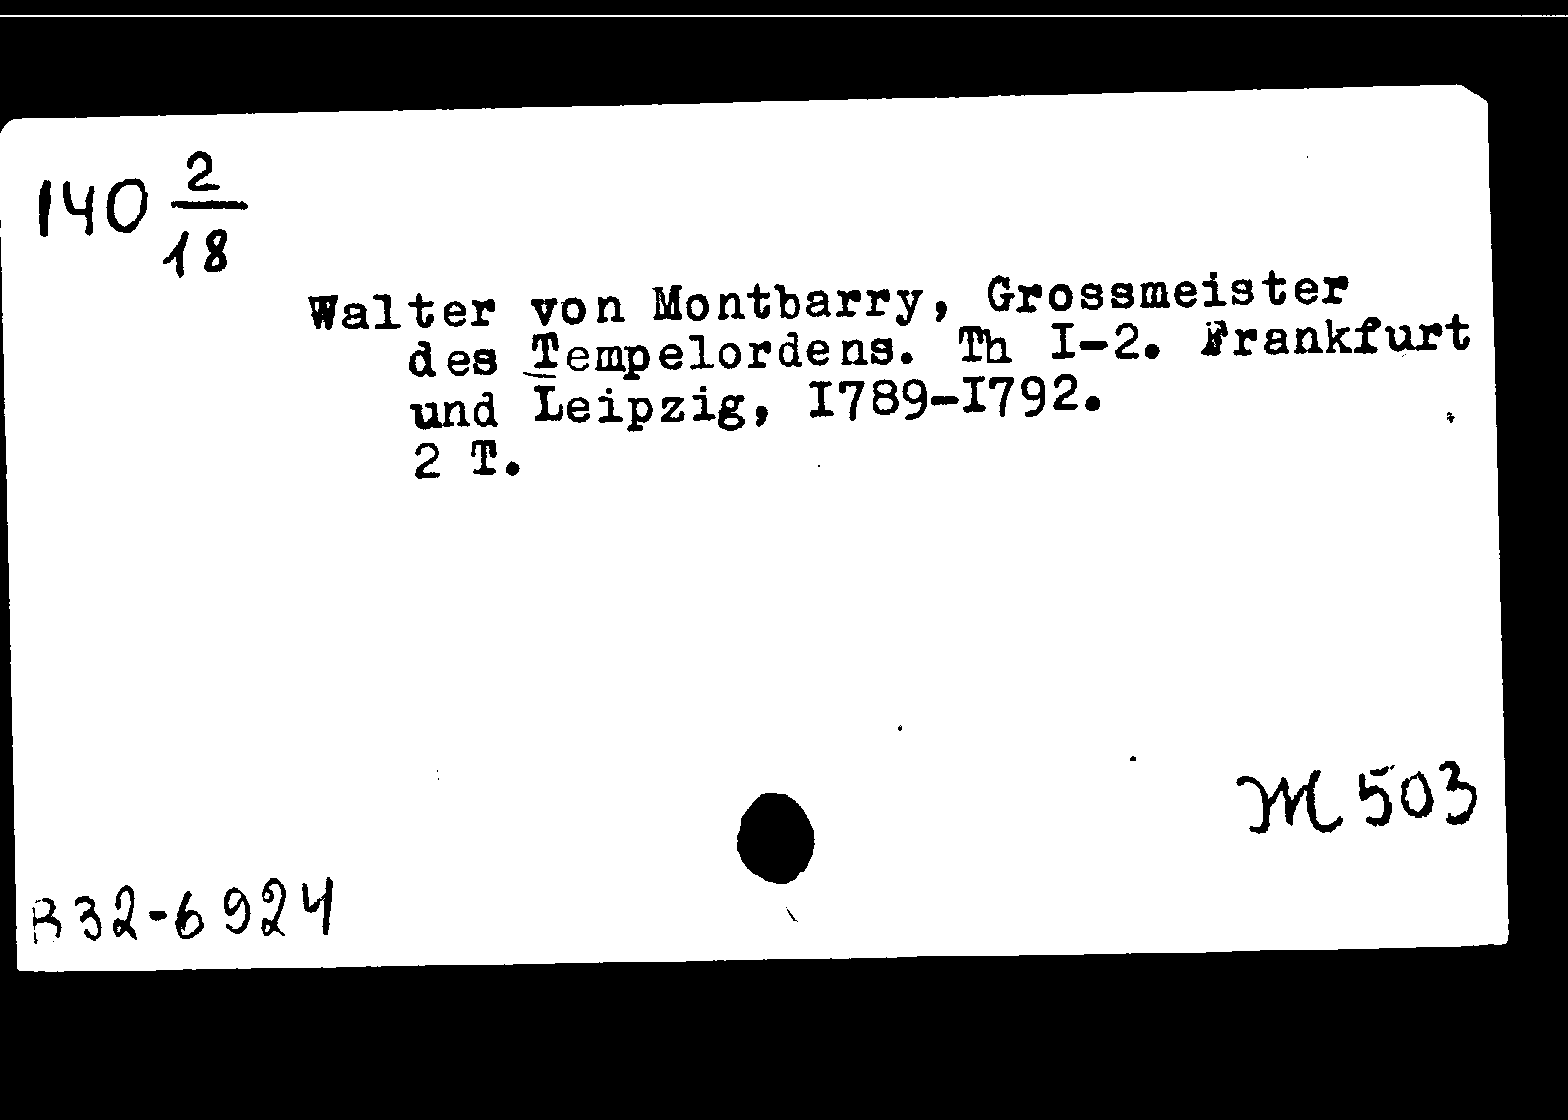 140 2/18
Walter von Montbarry, Grossmeister
des Tempelordens. Th I-2. Frankfurt
und Leipzig, I789-I792.
2 T.
M 503
B32-6924